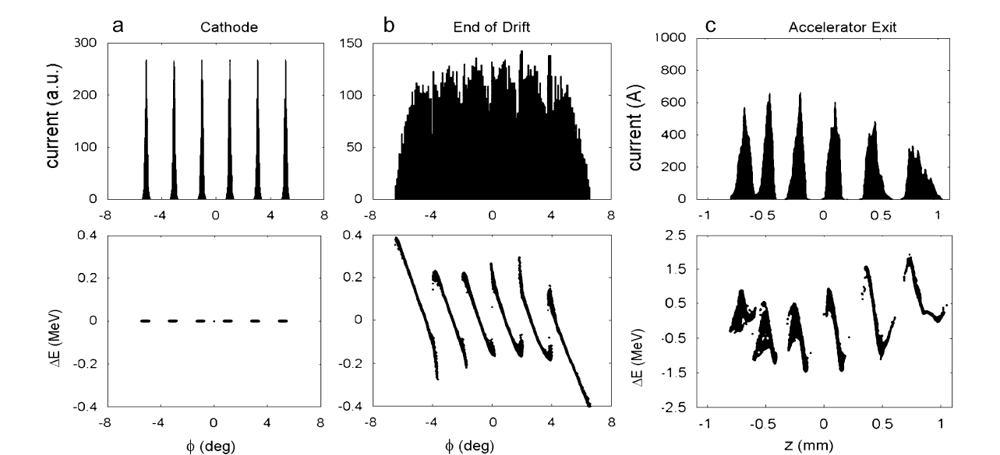 a Cathode
b End of Drift
c Accelerator Exit
current (a.u.)
300
200
100
0
-8 -4 0 4 8
150
100
50
0
-8 -4 0 4 8
current (A)
1000
800
600
400
200
0
-1 -0.5 0 0.5 1
ΔE (MeV)
0.4
0.2
0
-0.2
-0.4
-8 -4 0 4 8
ϕ (deg)
0.4
0.2
0
-0.2
-0.4
-8 -4 0 4 8
ϕ (deg)
ΔE (MeV)
2.5
1.5
0.5
-0.5
-1.5
-2.5
-1 -0.5 0 0.5 1
z (mm)